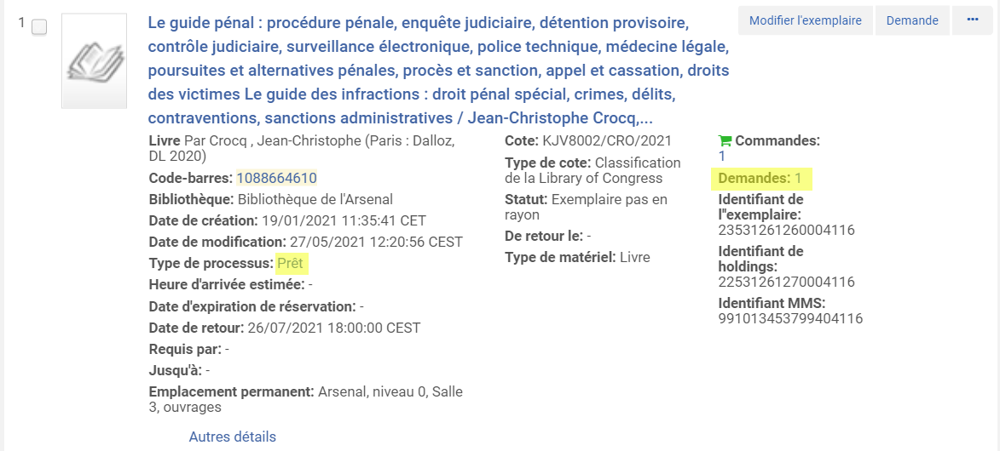 1
Le guide pénal : procédure pénale, enquête judiciaire, détention provisoire,
contrôle judiciaire, surveillance électronique, police technique, médecine légale,
poursuites et alternatives pénales, procès et sanction, appel et cassation, droits
des victimes Le guide des infractions : droit pénal spécial, crimes, délits,
contraventions, sanctions administratives / Jean-Christophe Crocq,...
Modifier l'exemplaire
Demande
...
Livre Par Crocq , Jean-Christophe (Paris : Dalloz,
DL 2020)
Code-barres: 1088664610
Bibliothèque: Bibliothèque de l'Arsenal
Date de création: 19/01/2021 11:35:41 CET
Date de modification: 27/05/2021 12:20:56 CEST
Type de processus: Prêt
Heure d'arrivée estimée: -
Date d'expiration de réservation: -
Date de retour: 26/07/2021 18:00:00 CEST
Requis par: -
Jusqu'à: -
Emplacement permanent: Arsenal, niveau 0, Salle
3, ouvrages
Autres détails
Cote: KJV8002/CRO/2021
Type de cote: Classification
de la Library of Congress
Statut: Exemplaire pas en
rayon
De retour le: -
Type de matériel: Livre
Commandes:
1
Demandes: 1
Identifiant de
l"exemplaire:
23531261260004116
Identifiant de
holdings:
22531261270004116
Identifiant MMS:
991013453799404116